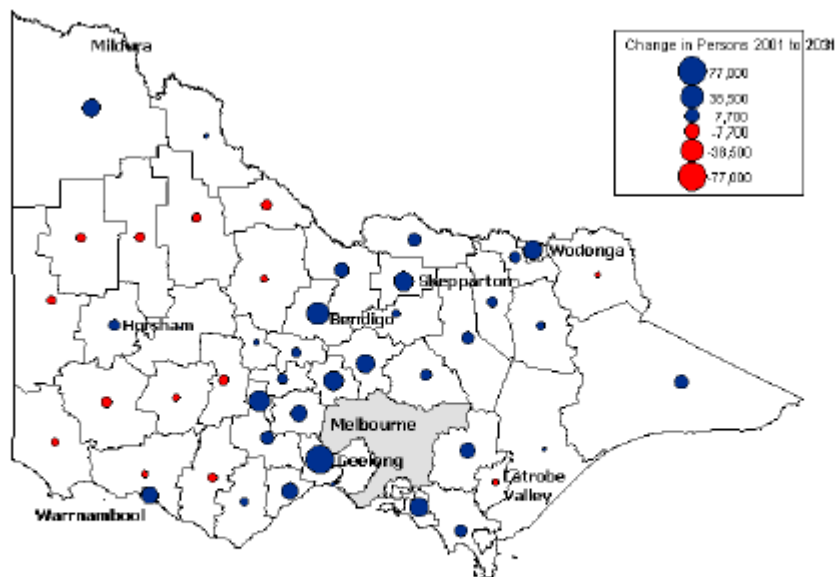 Mildura
Change in Persons 2001 to 2031
77,000
38,500
7,700
-7,700
-38,500
-77,000
Wodonga
Shepparton
Bendigo
Horsham
Melbourne
Geelong
Latrobe
Valley
Warrnambool